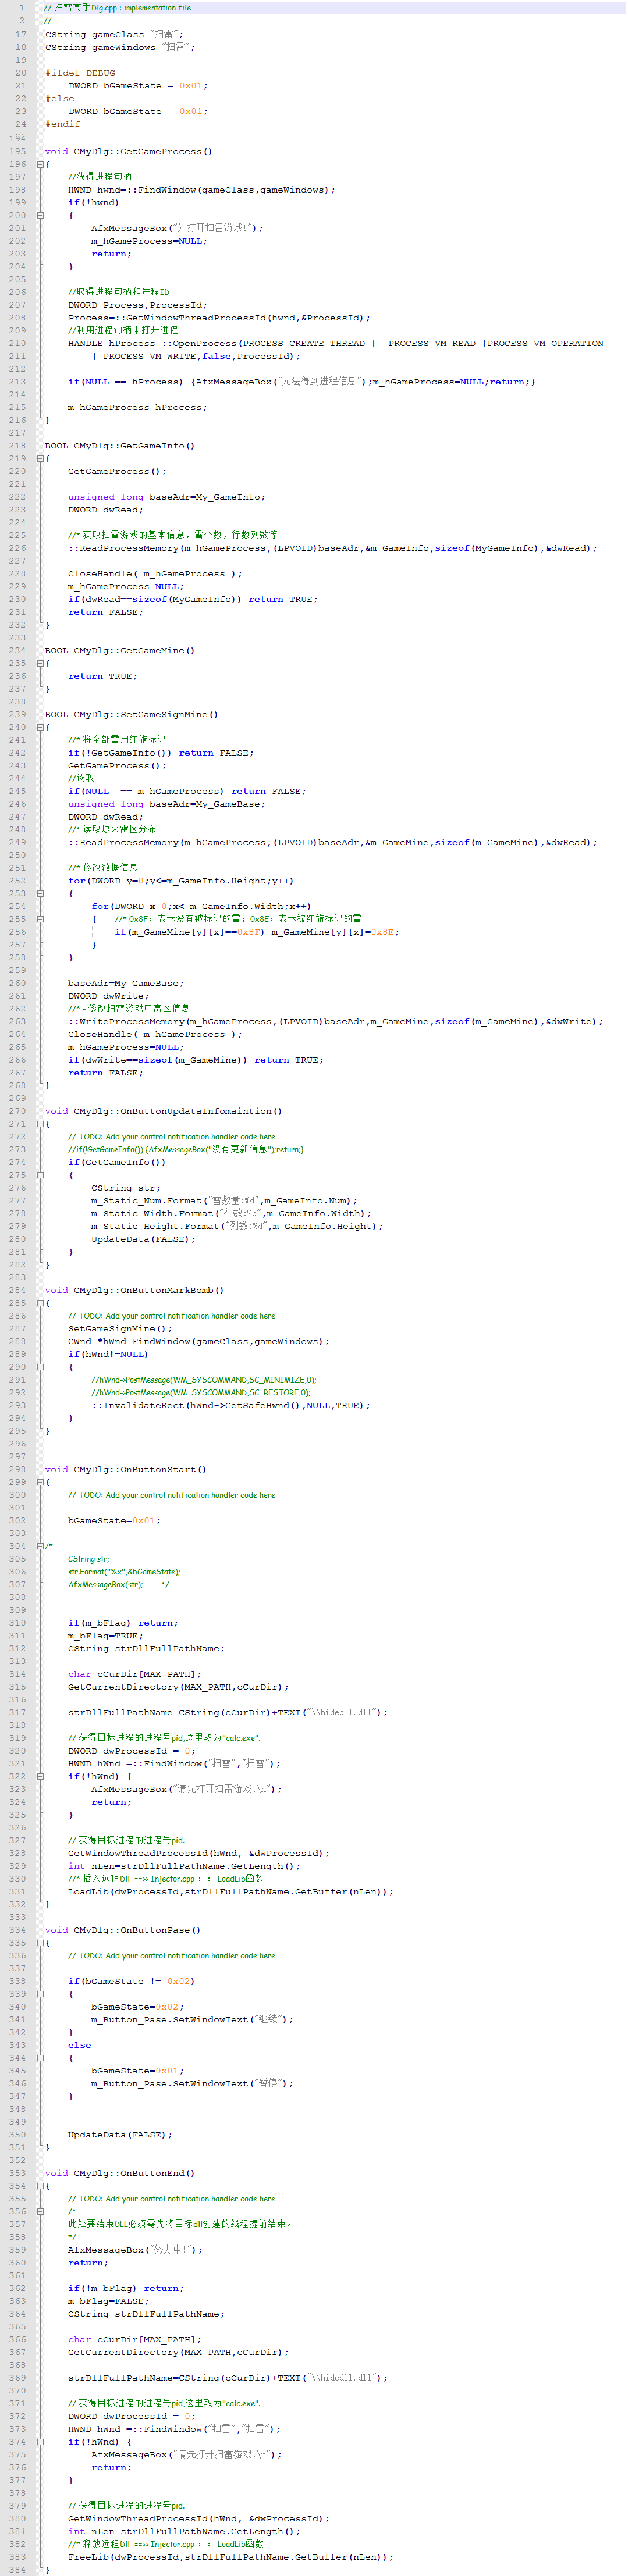 1 // 扫雷高手Dlg.cpp : implementation file
2 //
17 CString gameClass="扫雷";
18 CString gameWindows="扫雷";
19
20 #ifdef DEBUG
21 DWORD bGameState = 0x01;
22 #else
23 DWORD bGameState = 0x01;
24 #endif
194
195 void CMyDlg::GetGameProcess()
196 {
197 //获得进程句柄
198 HWND hwnd=::FindWindow(gameClass,gameWindows);
199 if(!hwnd)
200 {
201 AfxMessageBox("先打开扫雷游戏!");
202 m_hGameProcess=NULL;
203 return;
204 }
205
206 //取得进程句柄和进程ID
207 DWORD Process,ProcessId;
208 Process=::GetWindowThreadProcessId(hwnd,&ProcessId);
209 //利用进程句柄来打开进程
210 HANDLE hProcess=::OpenProcess(PROCESS_CREATE_THREAD | PROCESS_VM_READ |PROCESS_VM_OPERATION
211 | PROCESS_VM_WRITE,false,ProcessId);
212
213 if(NULL == hProcess) {AfxMessageBox("无法得到进程信息");m_hGameProcess=NULL;return;}
214
215 m_hGameProcess=hProcess;
216 }
217
218 BOOL CMyDlg::GetGameInfo()
219 {
220 GetGameProcess();
221
222 unsigned long baseAdr=My_GameInfo;
223 DWORD dwRead;
224
225 //* 获取扫雷游戏的基本信息，雷个数，行数列数等
226 ::ReadProcessMemory(m_hGameProcess,(LPVOID)baseAdr,&m_GameInfo,sizeof(MyGameInfo),&dwRead);
227
228 CloseHandle( m_hGameProcess );
229 m_hGameProcess=NULL;
230 if(dwRead==sizeof(MyGameInfo)) return TRUE;
231 return FALSE;
232 }
233
234 BOOL CMyDlg::GetGameMine()
235 {
236 return TRUE;
237 }
238
239 BOOL CMyDlg::SetGameSignMine()
240 {
241 //* 将全部雷用红旗标记
242 if(!GetGameInfo()) return FALSE;
243 GetGameProcess();
244 //读取
245 if(NULL == m_hGameProcess) return FALSE;
246 unsigned long baseAdr=My_GameBase;
247 DWORD dwRead;
248 //* 读取原来雷区分布
249 ::ReadProcessMemory(m_hGameProcess,(LPVOID)baseAdr,&m_GameMine,sizeof(m_GameMine),&dwRead);
250
251 //* 修改数据信息
252 for(DWORD y=0;y<=m_GameInfo.Height;y++)
253 {
254 for(DWORD x=0;x<=m_GameInfo.Width;x++)
255 { //* 0x8F：表示没有被标记的雷；0x8E：表示被红旗标记的雷
256 if(m_GameMine[y][x]==0x8F) m_GameMine[y][x]=0x8E;
257 }
258 }
259
260 baseAdr=My_GameBase;
261 DWORD dwWrite;
262 //* - 修改扫雷游戏中雷区信息
263 ::WriteProcessMemory(m_hGameProcess,(LPVOID)baseAdr,m_GameMine,sizeof(m_GameMine),&dwWrite);
264 CloseHandle( m_hGameProcess );
265 m_hGameProcess=NULL;
266 if(dwWrite==sizeof(m_GameMine)) return TRUE;
267 return FALSE;
268 }
269
270 void CMyDlg::OnButtonUpdataInfomaintion()
271 {
272 // TODO: Add your control notification handler code here
273 //if(!GetGameInfo()) {AfxMessageBox("没有更新信息");return;}
274 if(GetGameInfo())
275 {
276 CString str;
277 m_Static_Num.Format("雷数量:%d",m_GameInfo.Num);
278 m_Static_Width.Format("行数:%d",m_GameInfo.Width);
279 m_Static_Height.Format("列数:%d",m_GameInfo.Height);
280 UpdateData(FALSE);
281 }
282 }
283
284 void CMyDlg::OnButtonMarkBomb()
285 {
286 // TODO: Add your control notification handler code here
287 SetGameSignMine();
288 CWnd *hWnd=FindWindow(gameClass,gameWindows);
289 if(hWnd!=NULL)
290 {
291 //hWnd->PostMessage(WM_SYSCOMMAND,SC_MINIMIZE,0);
292 //hWnd->PostMessage(WM_SYSCOMMAND,SC_RESTORE,0);
293 ::InvalidateRect(hWnd->GetSafeHwnd(),NULL,TRUE);
294 }
295 }
296
297
298 void CMyDlg::OnButtonStart()
299 {
300 // TODO: Add your control notification handler code here
301
302 bGameState=0x01;
303
304 /*
305 CString str;
306 str.Format("%x",&bGameState);
307 AfxMessageBox(str); */
308
309
310 if(m_bFlag) return;
311 m_bFlag=TRUE;
312 CString strDllFullPathName;
313
314 char cCurDir[MAX_PATH];
315 GetCurrentDirectory(MAX_PATH,cCurDir);
316
317 strDllFullPathName=CString(cCurDir)+TEXT("\\hidedll.dll");
318
319 // 获得目标进程的进程号pid,这里取为"calc.exe".
320 DWORD dwProcessId = 0;
321 HWND hWnd =::FindWindow("扫雷","扫雷");
322 if(!hWnd) {
323 AfxMessageBox("请先打开扫雷游戏!\n");
324 return;
325 }
326
327 // 获得目标进程的进程号pid.
328 GetWindowThreadProcessId(hWnd, &dwProcessId);
329 int nLen=strDllFullPathName.GetLength();
330 //* 插入远程Dll ==>> Injector.cpp：： LoadLib函数
331 LoadLib(dwProcessId,strDllFullPathName.GetBuffer(nLen));
332 }
333
334 void CMyDlg::OnButtonPase()
335 {
336 // TODO: Add your control notification handler code here
337
338 if(bGameState != 0x02)
339 {
340 bGameState=0x02;
341 m_Button_Pase.SetWindowText("继续");
342 }
343 else
344 {
345 bGameState=0x01;
346 m_Button_Pase.SetWindowText("暂停");
347 }
348
349
350 UpdateData(FALSE);
351 }
352
353 void CMyDlg::OnButtonEnd()
354 {
355 // TODO: Add your control notification handler code here
356 /*
357 此处要结束DLL必须需先将目标dll创建的线程提前结束。
358 */
359 AfxMessageBox("努力中!");
360 return;
361
362 if(!m_bFlag) return;
363 m_bFlag=FALSE;
364 CString strDllFullPathName;
365
366 char cCurDir[MAX_PATH];
367 GetCurrentDirectory(MAX_PATH,cCurDir);
368
369 strDllFullPathName=CString(cCurDir)+TEXT("\\hidedll.dll");
370
371 // 获得目标进程的进程号pid,这里取为"calc.exe".
372 DWORD dwProcessId = 0;
373 HWND hWnd =::FindWindow("扫雷","扫雷");
374 if(!hWnd) {
375 AfxMessageBox("请先打开扫雷游戏!\n");
376 return;
377 }
378
379 // 获得目标进程的进程号pid.
380 GetWindowThreadProcessId(hWnd, &dwProcessId);
381 int nLen=strDllFullPathName.GetLength();
382 //* 释放远程Dll ==>> Injector.cpp：： LoadLib函数
383 FreeLib(dwProcessId,strDllFullPathName.GetBuffer(nLen));
384 }